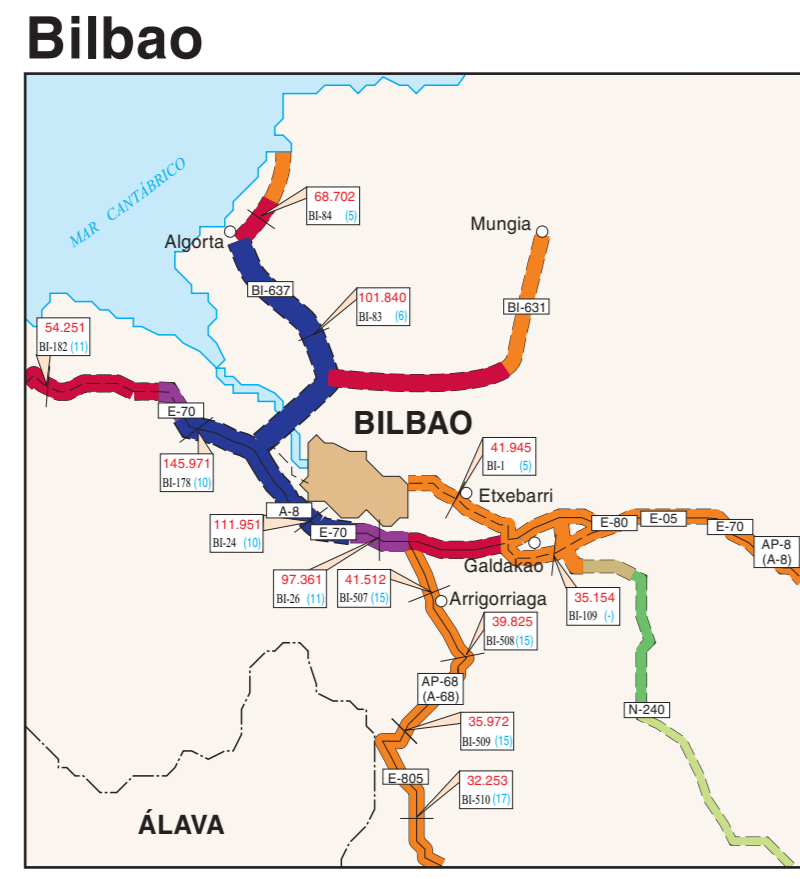 Bilbao
MAR CANTÁBRICO
68.702
BI-84 (5)
Mungia
Algorta
BI-637
101.840
BI-83 (6)
BI-631
54.251
BI-182 (11)
E-70
BILBAO
145.971
BI-178 (10)
41.945
BI-1 (5)
Etxebarri
A-8
111.951
BI-24 (10)
E-70
E-80
E-05
E-70
AP-8
(A-8)
Galdakao
97.361
BI-26 (11)
41.512
BI-507 (15)
Arrigorriaga
35.154
BI-109 (-)
39.825
BI-508 (15)
AP-68
(A-68)
N-240
35.972
BI-509 (15)
E-805
32.253
BI-510 (17)
ÁLAVA